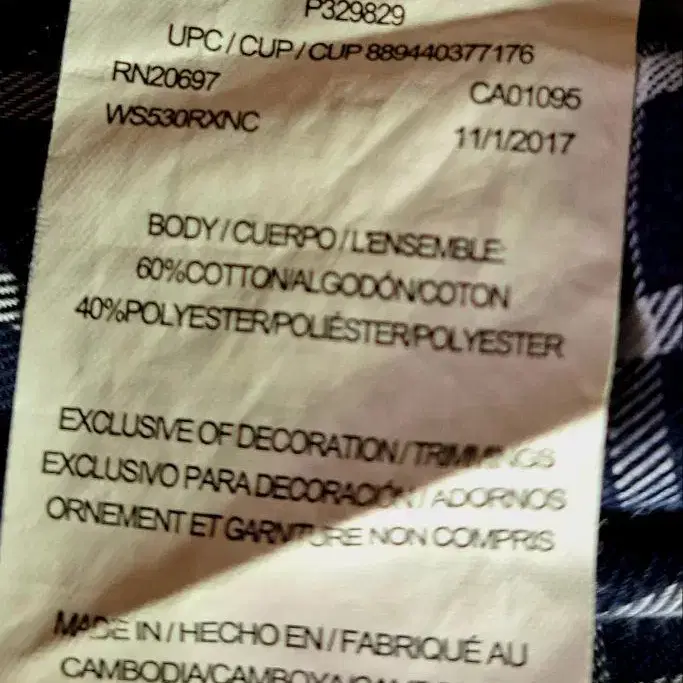 P329829
UPC / CUP / CUP 889440377176
RN20697 CA01095
WS530RXNC 11/1/2017
BODY / CUERPO / L'ENSEMBLE:
60%COTTON/ALGODÓN/COTON
40%POLYESTER/POLIÉSTER/POLYESTER
EXCLUSIVE OF DECORATION / TRIMMINGS
EXCLUSIVO PARA DECORACIÓN / ADORNOS
ORNEMENT ET GARNITURE NON COMPRIS
MADE IN / HECHO EN / FABRIQUÉ AU
CAMBODIA/CAMBOYA/